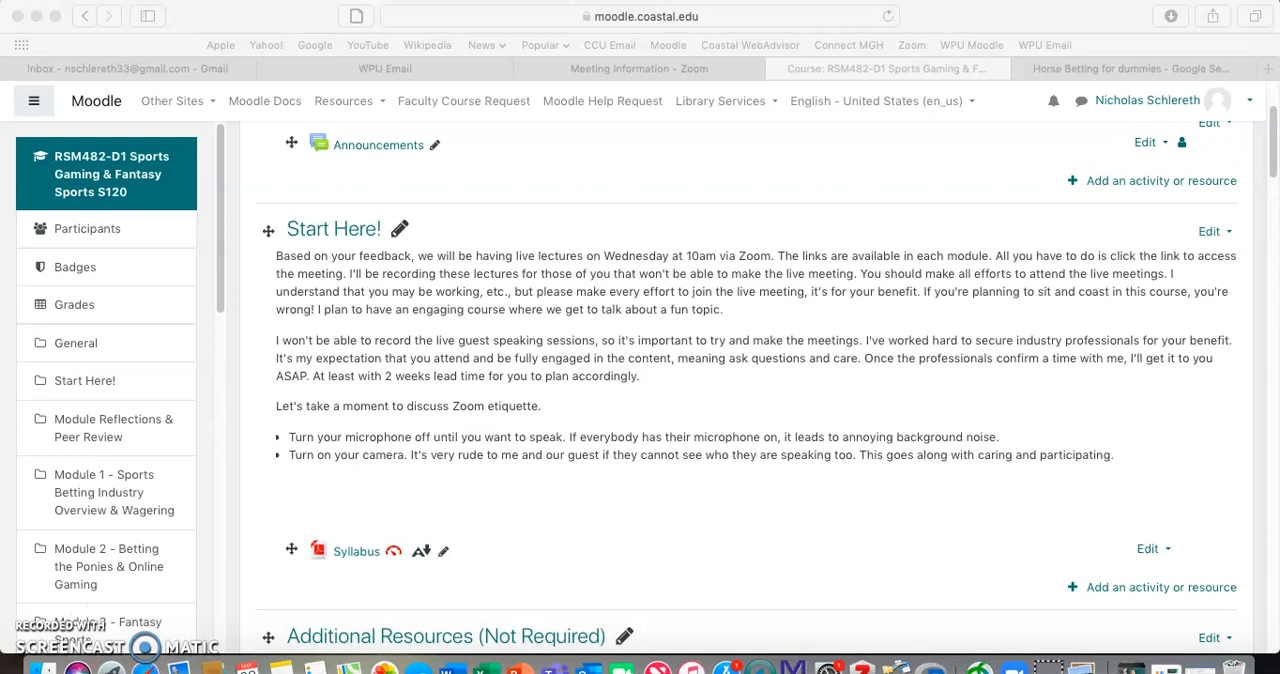 moodle.coastal.edu
Apple Yahoo! Google YouTube Wikipedia News Popular CCU Email Moodle Coastal WebAdvisor Connect MGH Zoom WPU Moodle WPU Email
Inbox - nschlereth33@gmail.com - Gmail WPU Email Meeting Information - Zoom Course: RSM482-D1 Sports Gaming & F... Horse Betting for dummies - Google Se...
Moodle Other Sites Moodle Docs Resources Faculty Course Request Moodle Help Request Library Services English - United States (en_us) Nicholas Schlereth
Edit
Announcements Edit
+ Add an activity or resource
RSM482-D1 Sports
Gaming & Fantasy
Sports S120
Participants
Badges
Grades
General
Start Here!
Module Reflections &
Peer Review
Module 1 - Sports
Betting Industry
Overview & Wagering
Module 2 - Betting
the Ponies & Online
Gaming
Fantasy
Start Here! Edit
Based on your feedback, we will be having live lectures on Wednesday at 10am via Zoom. The links are available in each module. All you have to do is click the link to access
the meeting. I'll be recording these lectures for those of you that won't be able to make the live meeting. You should make all efforts to attend the live meetings. I
understand that you may be working, etc., but please make every effort to join the live meeting, it's for your benefit. If you're planning to sit and coast in this course, you're
wrong! I plan to have an engaging course where we get to talk about a fun topic.
I won't be able to record the live guest speaking sessions, so it's important to try and make the meetings. I've worked hard to secure industry professionals for your benefit.
It's my expectation that you attend and be fully engaged in the content, meaning ask questions and care. Once the professionals confirm a time with me, I'll get it to you
ASAP. At least with 2 weeks lead time for you to plan accordingly.
Let's take a moment to discuss Zoom etiquette.
• Turn your microphone off until you want to speak. If everybody has their microphone on, it leads to annoying background noise.
• Turn on your camera. It's very rude to me and our guest if they cannot see who they are speaking too. This goes along with caring and participating.
Syllabus Edit
+ Add an activity or resource
Additional Resources (Not Required) Edit
RECORDED WITH
SCREENCAST MATIC